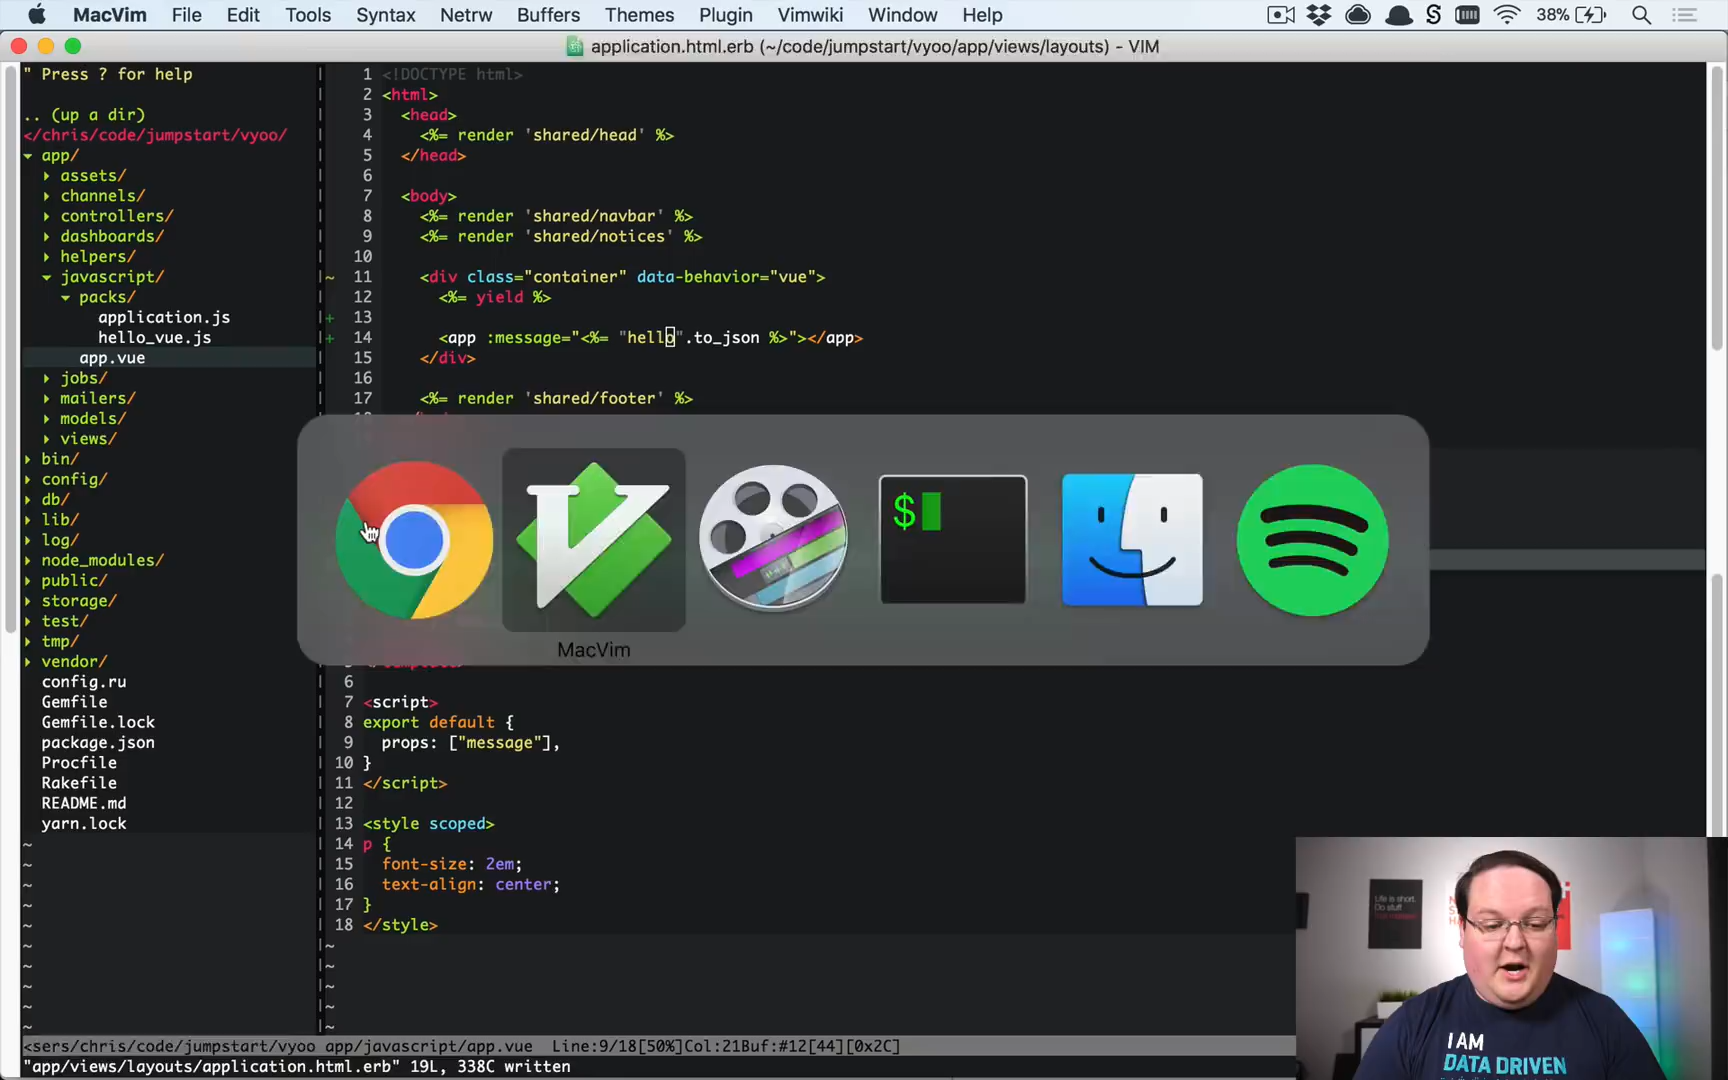 MacVim File Edit Tools Syntax Netrw Buffers Themes Plugin Vimwiki Window Help 38%
application.html.erb (~/code/jumpstart/vyoo/app/views/layouts) - VIM
" Press ? for help
.. (up a dir)
</chris/code/jumpstart/vyoo/
app/
assets/
channels/
controllers/
dashboards/
helpers/
javascript/
packs/
application.js
hello_vue.js
app.vue
jobs/
mailers/
models/
views/
bin/
config/
db/
lib/
log/
node_modules/
public/
storage/
test/
tmp/
vendor/
config.ru
Gemfile
Gemfile.lock
package.json
Procfile
Rakefile
README.md
yarn.lock
1 <!DOCTYPE html>
2 <html>
3 <head>
4 <%= render 'shared/head' %>
5 </head>
6
7 <body>
8 <%= render 'shared/navbar' %>
9 <%= render 'shared/notices' %>
10
~ 11 <div class="container" data-behavior="vue">
12 <%= yield %>
+ 13
+ 14 <app :message="<%= "hello".to_json %>"></app>
15 </div>
16
17 <%= render 'shared/footer' %>
$
MacVim
6
7 <script>
8 export default {
9 props: ["message"],
10 }
11 </script>
12
13 <style scoped>
14 p {
15 font-size: 2em;
16 text-align: center;
17 }
18 </style>
<sers/chris/code/jumpstart/vyoo app/javascript/app.vue Line:9/18[50%]Col:21Buf:#12[44][0x2C]
"app/views/layouts/application.html.erb" 19L, 338C written
Life is short.
Do stuff
I AM
DATA DRIVEN